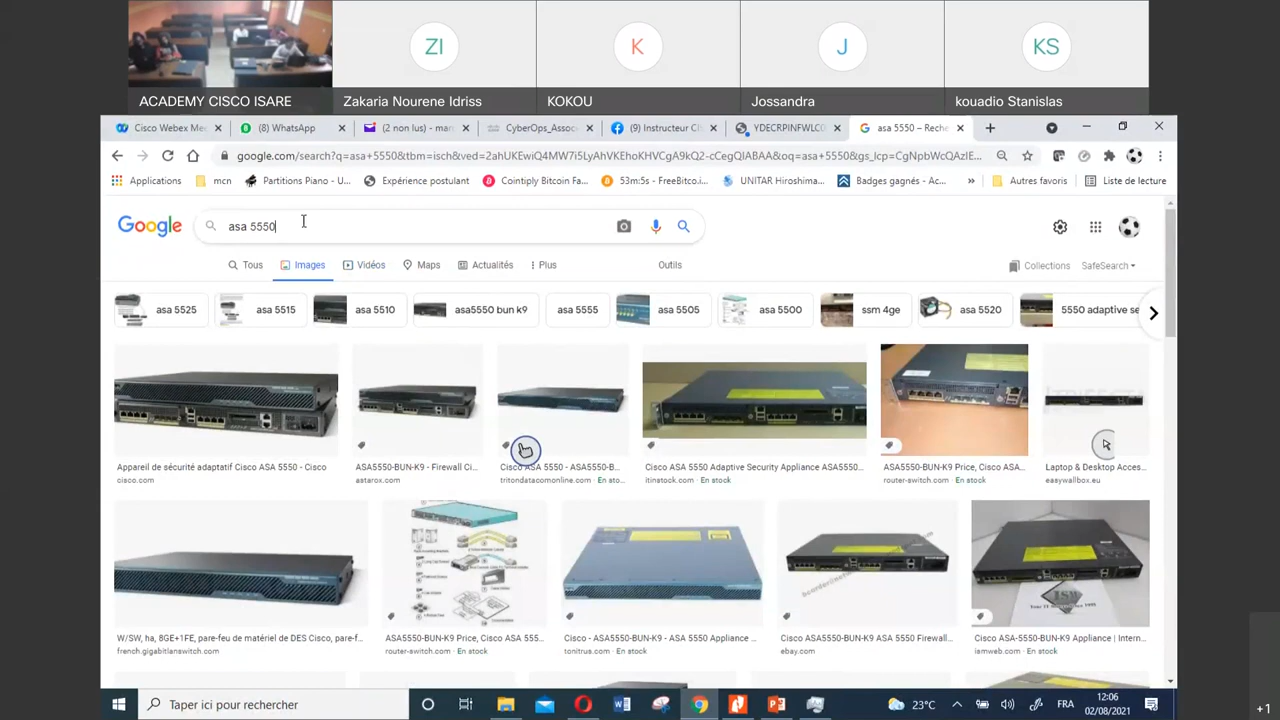 ZI
K
J
KS
ACADEMY CISCO ISARE
Zakaria Nourene Idriss
KOKOU
Jossandra
kouadio Stanislas
Cisco Webex Mee
(8) WhatsApp
(2 non lus) - mar
CyberOps_Assoc
(9) Instructeur Ci
YDECRPINFWLC0
asa 5550 – Reche
google.com/search?q=asa+5550&tbm=isch&ved=2ahUKEwiQ4MW7i5LyAhVKEhoKHVCgA9kQ2-cCegQIABAA&oq=asa+5550&gs_lcp=CgNpbWcQAzIE...
Applications
mcn
Partitions Piano - U...
Expérience postulant
Cointiply Bitcoin Fa...
53m:5s - FreeBitco.i...
UNITAR Hiroshima...
Badges gagnés - Ac...
»
Autres favoris
Liste de lecture
Google
asa 5550
Tous
Images
Vidéos
Maps
Actualités
Plus
Outils
Collections
SafeSearch
asa 5525
asa 5515
asa 5510
asa5550 bun k9
asa 5555
asa 5505
asa 5500
ssm 4ge
asa 5520
5550 adaptive se
Appareil de sécurité adaptatif Cisco ASA 5550 - Cisco
cisco.com
ASA5550-BUN-K9 - Firewall Ci...
astarox.com
Cisco ASA 5550 - ASA5550-B...
tritondatacomonline.com · En sto...
Cisco ASA 5550 Adaptive Security Appliance ASA5550...
itinstock.com · En stock
ASA5550-BUN-K9 Price, Cisco ASA...
router-switch.com · En stock
Laptop & Desktop Acces...
easywallbox.eu
W/SW, ha, 8GE+1FE, pare-feu de matériel de DES Cisco, pare-f...
french.gigabitlanswitch.com
ASA5550-BUN-K9 Price, Cisco ASA 555...
router-switch.com · En stock
Cisco - ASA5550-BUN-K9 - ASA 5550 Appliance ...
tonitrus.com · En stock
Cisco ASA5550-BUN-K9 ASA 5550 Firewall...
ebay.com · En stock
Cisco ASA-5550-BUN-K9 Appliance | Intern...
ismweb.com · En stock
Taper ici pour rechercher
23°C
FRA
12:06
02/08/2021
+1